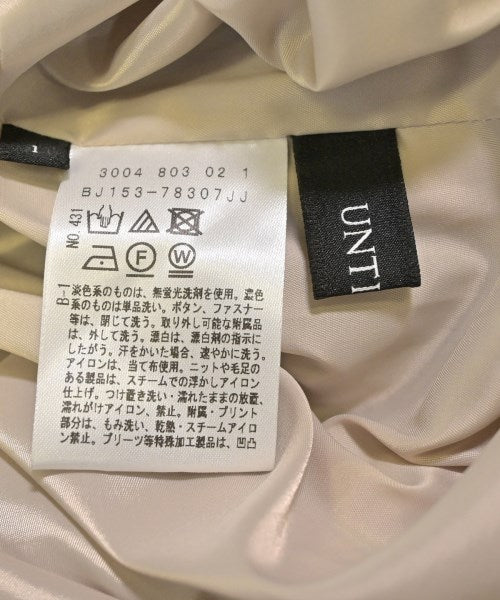 1
3004 803 02 1
BJ153-78307JJ
NO.431
B-1
淡色系のものは、無蛍光洗剤を使用。濃色
系のものは単品洗い。ボタン、ファスナー
等は、閉じて洗う。取り外し可能な附属品
は、外して洗う。漂白は、漂白剤の指示に
したがう。汗をかいた場合、速やかに洗う。
アイロンは、当て布使用。ニットや毛足の
ある製品は、スチームでの浮かしアイロン
仕上げ。つけ置き洗い・濡れたままの放置、
濡れがけアイロン、禁止。附属・プリント
部分は、もみ洗い、乾熱・スチームアイロ
ン禁止。プリーツ等特殊加工製品は、凹凸
F
W
UNTI